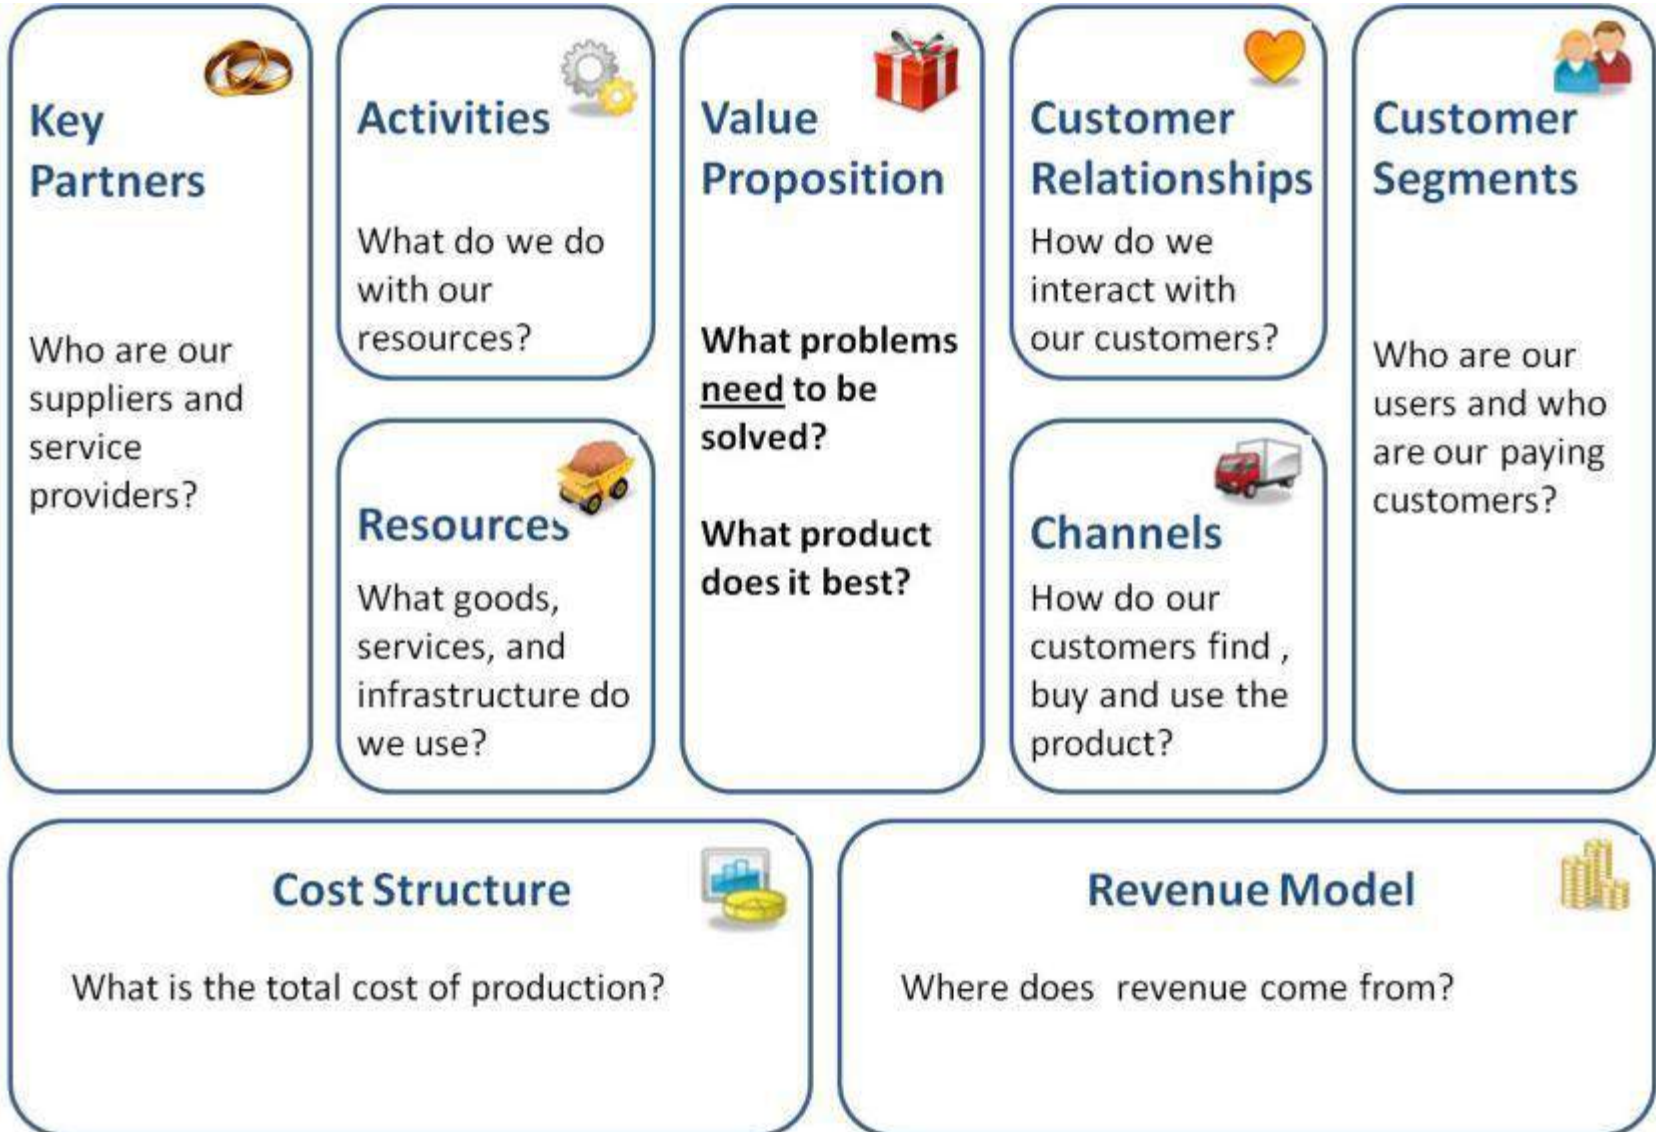 Key
Partners
Who are our
suppliers and
service
providers?
Activities
What do we do
with our
resources?
Resources
What goods,
services, and
infrastructure do
we use?
Value
Proposition
What problems
need to be
solved?
What product
does it best?
Customer
Relationships
How do we
interact with
our customers?
Channels
How do our
customers find ,
buy and use the
product?
Customer
Segments
Who are our
users and who
are our paying
customers?
Cost Structure
What is the total cost of production?
Revenue Model
Where does  revenue come from?